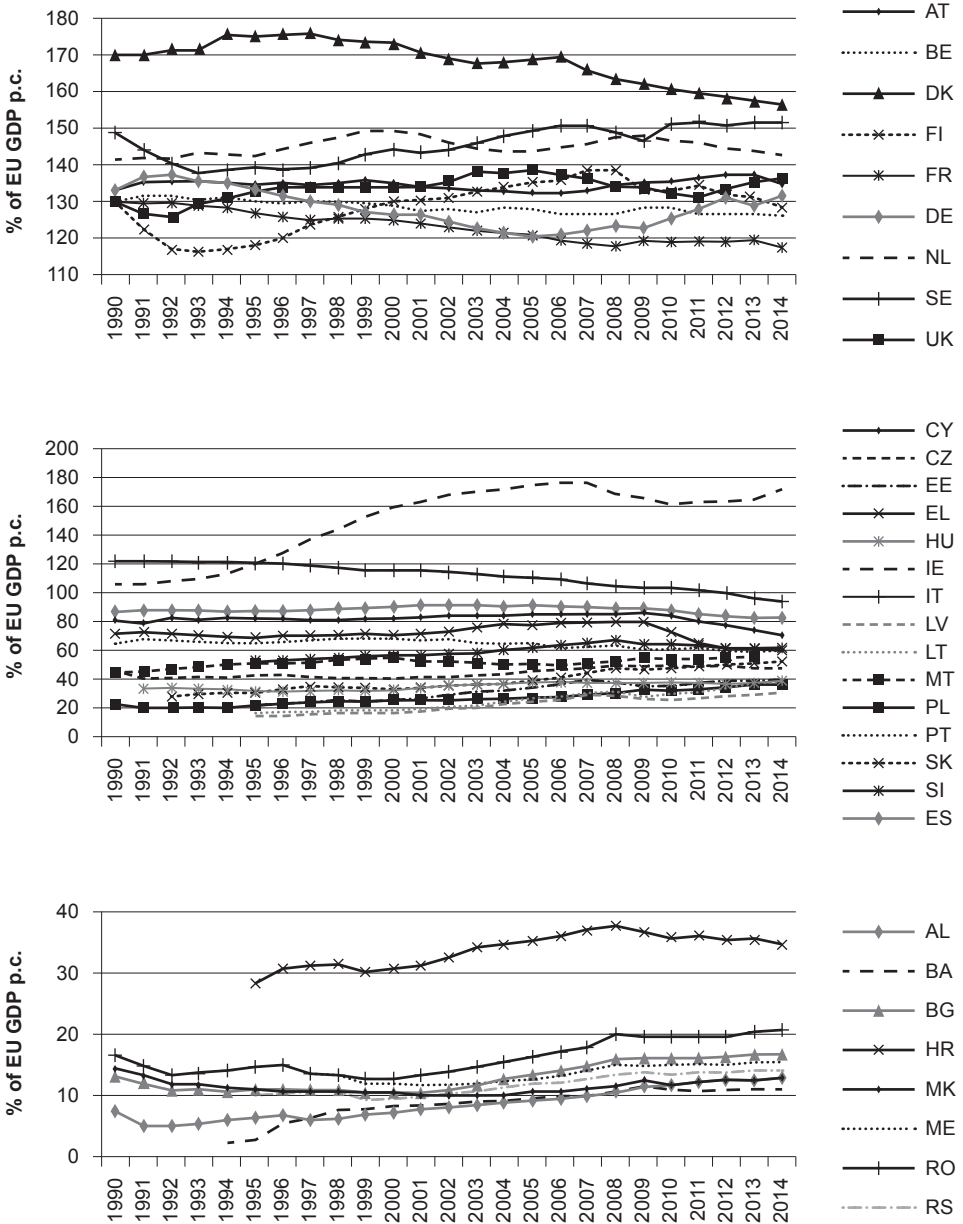 180
170
160
150
140
130
120
110
% of EU GDP p.c.
1990 1991 1992 1993 1994 1995 1996 1997 1998 1999 2000 2001 2002 2003 2004 2005 2006 2007 2008 2009 2010 2011 2012 2013 2014
AT
BE
DK
FI
FR
DE
NL
SE
UK
200
180
160
140
120
100
80
60
40
20
0
% of EU GDP p.c.
1990 1991 1992 1993 1994 1995 1996 1997 1998 1999 2000 2001 2002 2003 2004 2005 2006 2007 2008 2009 2010 2011 2012 2013 2014
CY
CZ
EE
EL
HU
IE
IT
LV
LT
MT
PL
PT
SK
SI
ES
40
30
20
10
0
% of EU GDP p.c.
1990 1991 1992 1993 1994 1995 1996 1997 1998 1999 2000 2001 2002 2003 2004 2005 2006 2007 2008 2009 2010 2011 2012 2013 2014
AL
BA
BG
HR
MK
ME
RO
RS